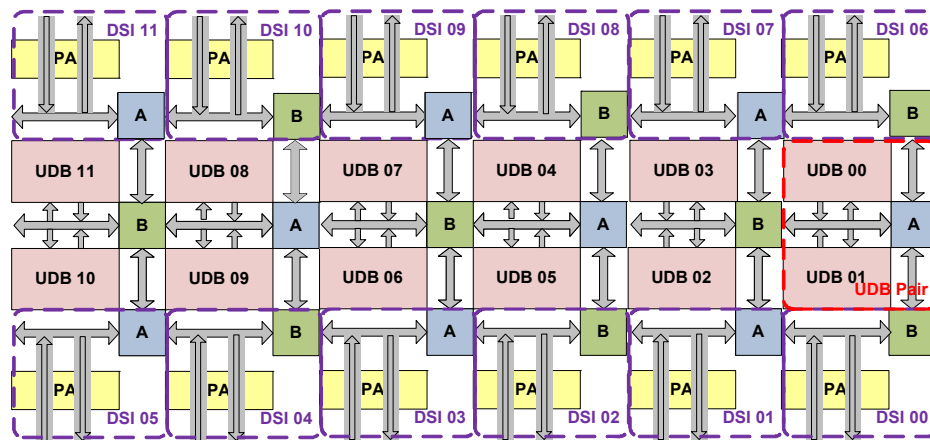 DSI 11 DSI 10 DSI 09 DSI 08 DSI 07 DSI 06
PA PA PA PA PA PA
A B A B A B
UDB 11 UDB 08 UDB 07 UDB 04 UDB 03 UDB 00
B A B A B A
UDB 10 UDB 09 UDB 06 UDB 05 UDB 02 UDB 01
UDB Pair
A B A B A B
PA PA PA PA PA PA
DSI 05 DSI 04 DSI 03 DSI 02 DSI 01 DSI 00